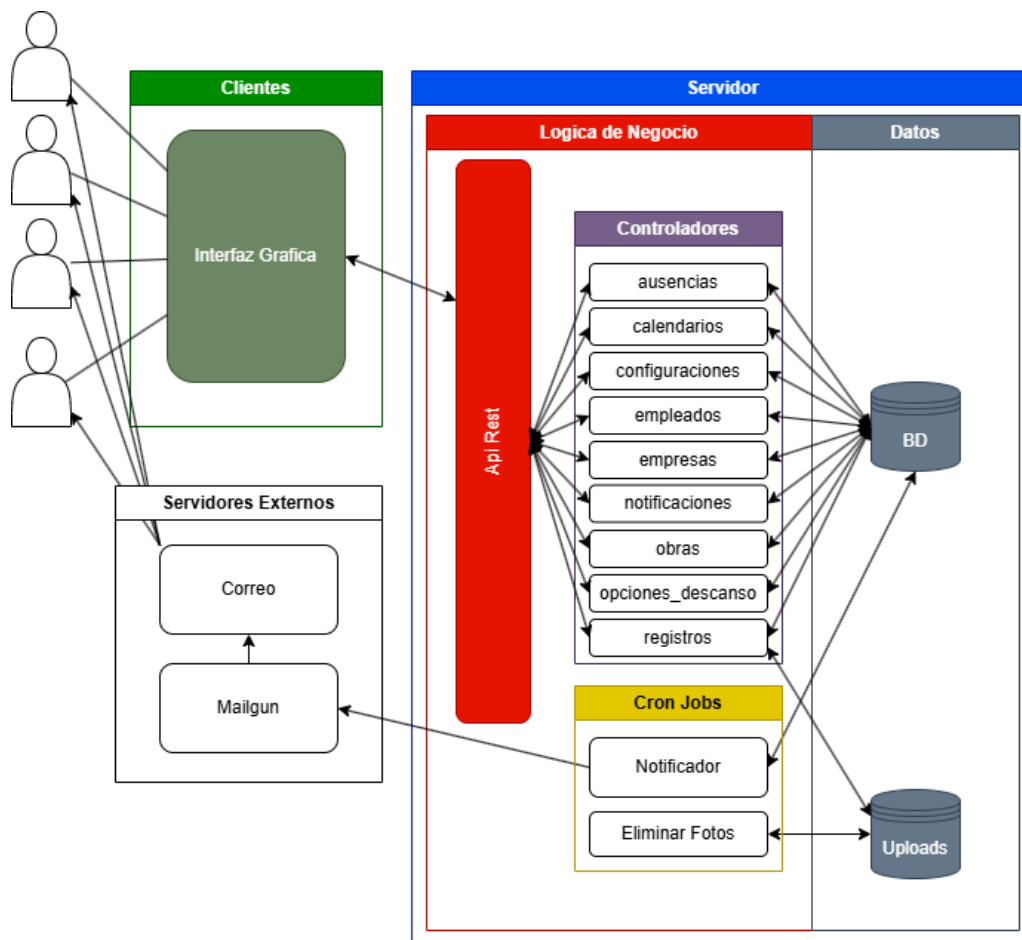 Clientes
Servidor
Logica de Negocio
Datos
Interfaz Grafica
Api Rest
Controladores
ausencias
calendarios
configuraciones
empleados
empresas
notificaciones
obras
opciones_descanso
registros
BD
Servidores Externos
Correo
Mailgun
Cron Jobs
Notificador
Eliminar Fotos
Uploads